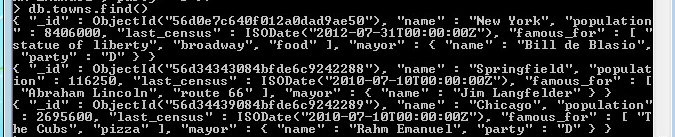 > db.towns.find()
{ "_id" : ObjectId("56d0e7c640f012a0dad9ae50"), "name" : "New York", "population
" : 8406000, "last_census" : ISODate("2012-07-31T00:00:00Z"), "famous_for" : [ "
statue of liberty", "broadway", "food" ], "mayor" : { "name" : "Bill de Blasio",
 "party" : "D" } }
{ "_id" : ObjectId("56d34343084bfde6c9242288"), "name" : "Springfield", "populat
ion" : 116250, "last_census" : ISODate("2010-07-10T00:00:00Z"), "famous_for" : [
 "Abraham Lincoln", "route 66" ], "mayor" : { "name" : "Jim Langfelder" } }
{ "_id" : ObjectId("56d34439084bfde6c9242289"), "name" : "Chicago", "population"
 : 2695600, "last_census" : ISODate("2010-07-10T00:00:00Z"), "famous_for" : [ "T
he Cubs", "pizza" ], "mayor" : { "name" : "Rahm Emanuel", "party" : "D" } }